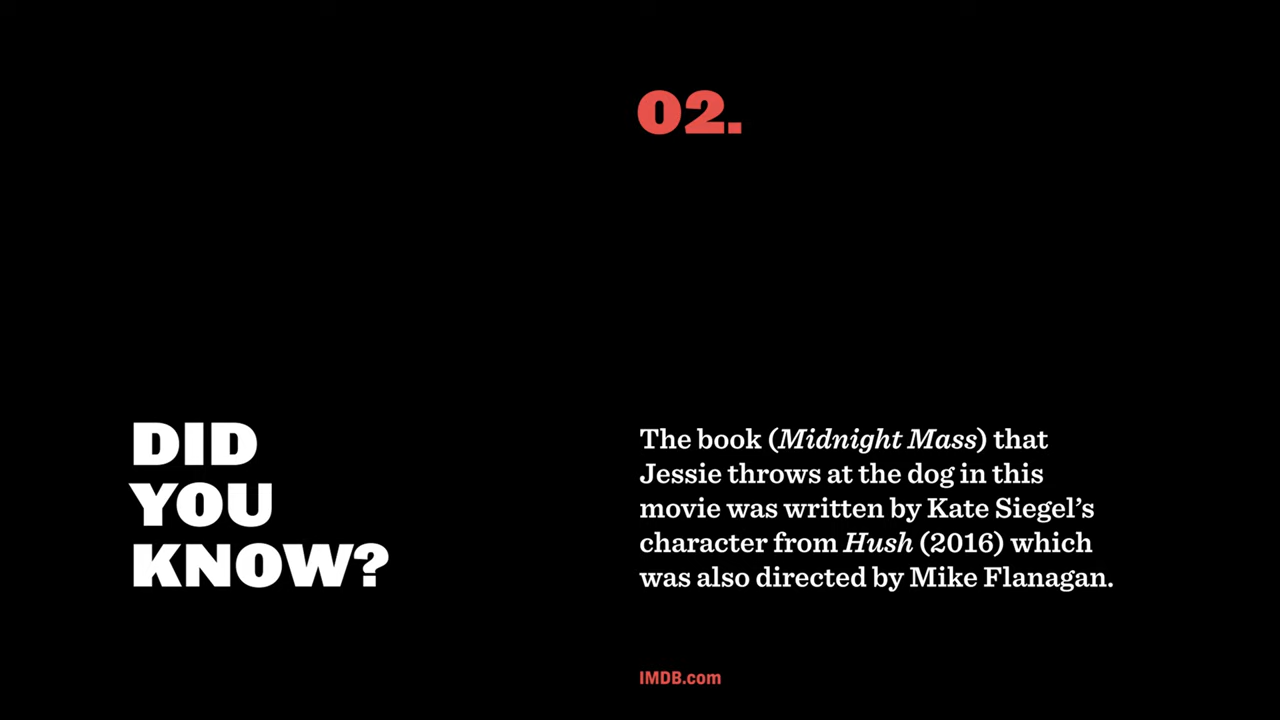 02.
DID
YOU
KNOW?
The book (Midnight Mass) that
Jessie throws at the dog in this
movie was written by Kate Siegel’s
character from Hush (2016) which
was also directed by Mike Flanagan.
IMDB.com